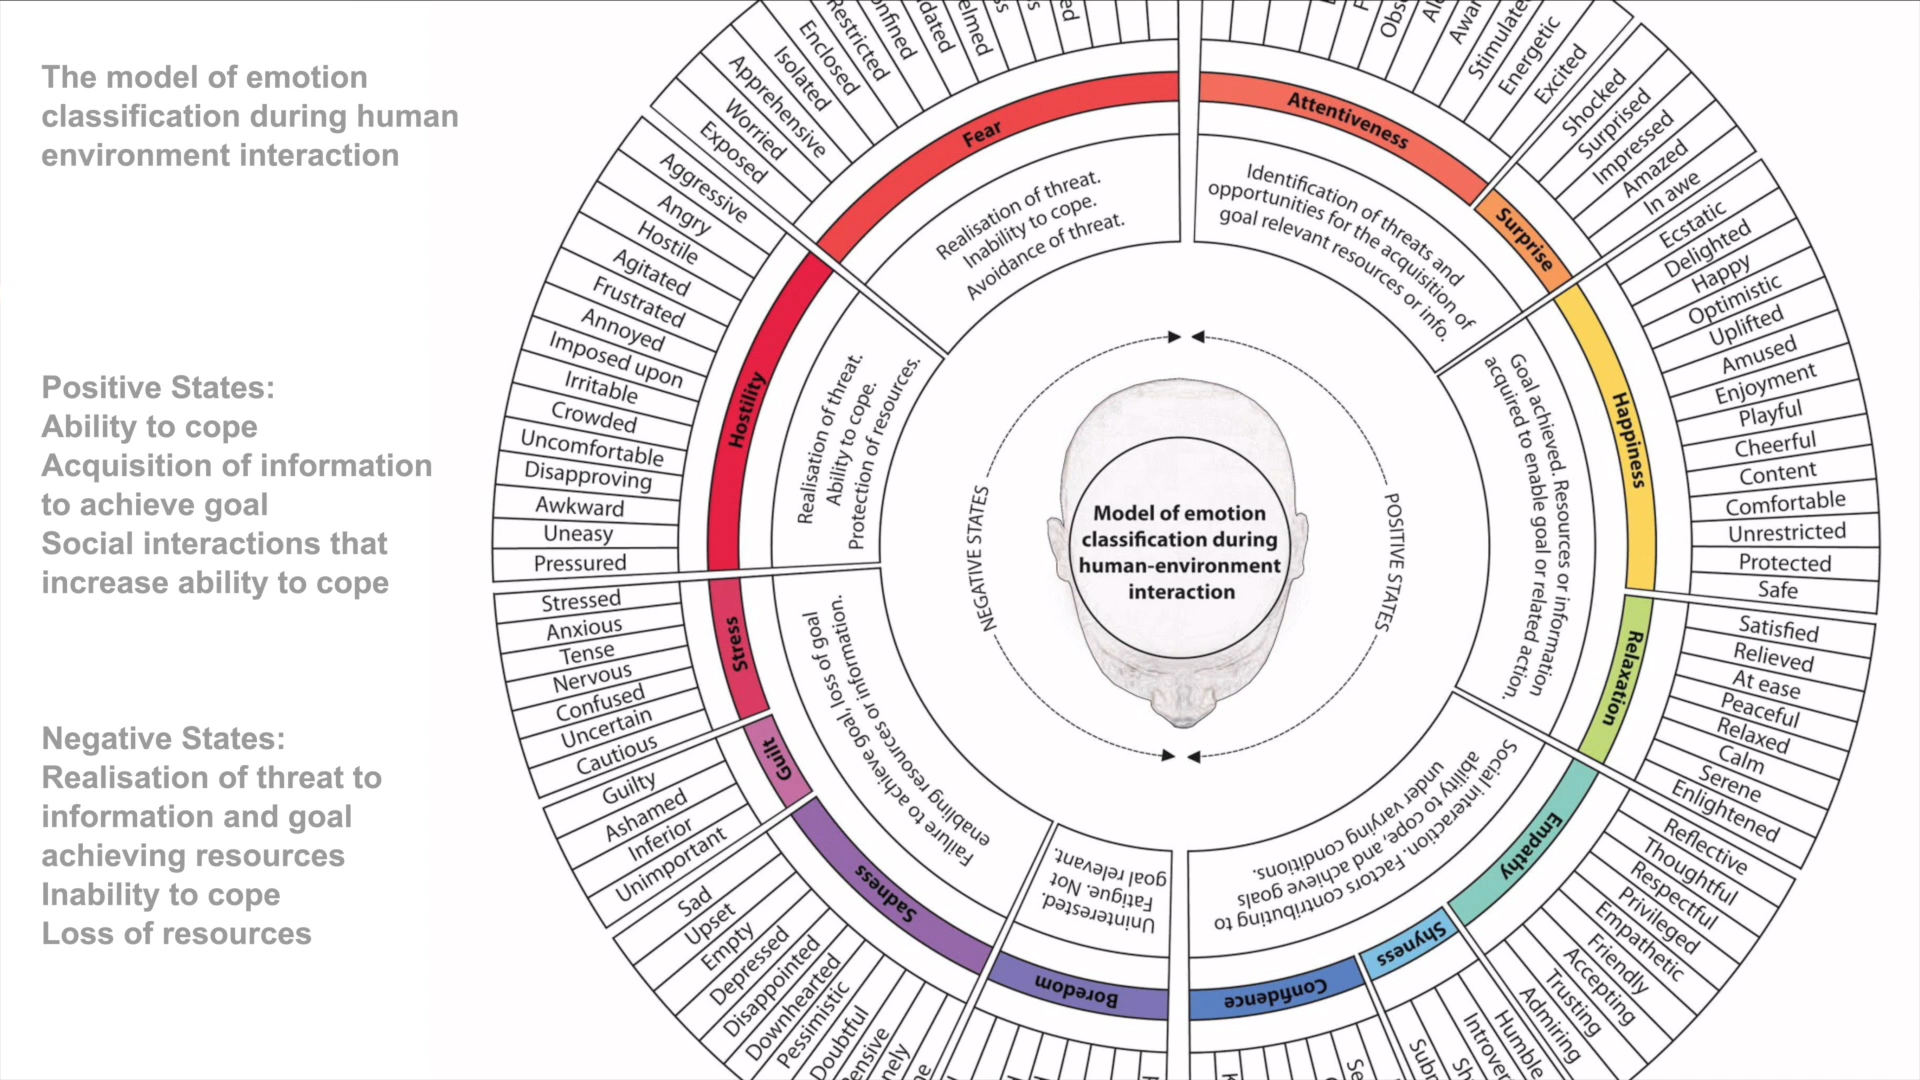 The model of emotion
classification during human
environment interaction
Positive States:
Ability to cope
Acquisition of information
to achieve goal
Social interactions that
increase ability to cope
Negative States:
Realisation of threat to
information and goal
achieving resources
Inability to cope
Loss of resources
Model of emotion
classification during
human-environment
interaction
NEGATIVE STATES
POSITIVE STATES
Attentiveness
Identification of threats and
opportunities for the acquisition of
goal relevant resources or info.
Stimulated
Energetic
Excited
Surprise
Shocked
Surprised
Impressed
Amazed
In awe
Happiness
Goal achieved. Resources or information
acquired to enable goal or related action.
Ecstatic
Delighted
Happy
Optimistic
Uplifted
Amused
Enjoyment
Playful
Cheerful
Content
Comfortable
Unrestricted
Protected
Safe
Relaxation
Satisfied
Relieved
At ease
Peaceful
Relaxed
Calm
Serene
Enlightened
Empathy
Social interaction. Factors contributing to
ability to cope, and achieve goals
under varying conditions.
Reflective
Thoughtful
Respectful
Privileged
Empathetic
Friendly
Accepting
Trusting
Admiring
Humble
Shyness
Confidence
Boredom
Uninterested.
Fatigue. Not
goal relevant.
Sadness
Failure to achieve goal, loss of goal
enabling resources or information.
Sad
Upset
Empty
Depressed
Disappointed
Downhearted
Pessimistic
Doubtful
Guilt
Guilty
Ashamed
Inferior
Unimportant
Stress
Stressed
Anxious
Tense
Nervous
Confused
Uncertain
Cautious
Hostility
Realisation of threat.
Ability to cope.
Protection of resources.
Aggressive
Angry
Hostile
Agitated
Frustrated
Annoyed
Imposed upon
Irritable
Crowded
Uncomfortable
Disapproving
Awkward
Uneasy
Pressured
Fear
Realisation of threat.
Inability to cope.
Avoidance of threat.
Restricted
Enclosed
Isolated
Apprehensive
Worried
Exposed